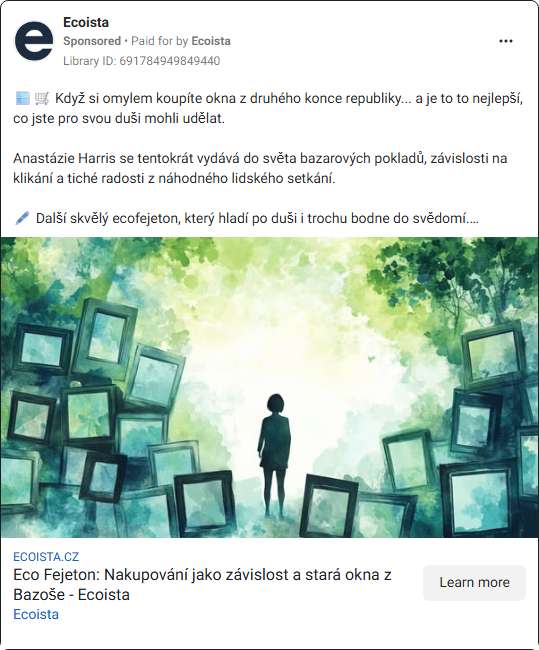 Ecoista
Sponsored • Paid for by Ecoista
Library ID: 691784949849440
Když si omylem koupíte okna z druhého konce republiky... a je to to nejlepší,
co jste pro svou duši mohli udělat.
Anastázie Harris se tentokrát vydává do světa bazarových pokladů, závislosti na
klikání a tiché radosti z náhodného lidského setkání.
Další skvělý ecofejeton, který hladí po duši i trochu bodne do svědomí....
ECOISTA.CZ
Eco Fejeton: Nakupování jako závislost a stará okna z
Bazoše - Ecoista
Ecoista
Learn more